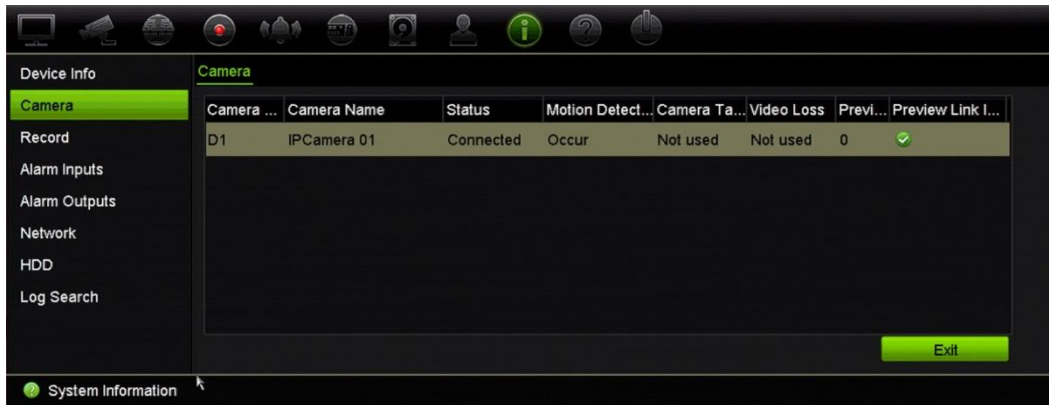 Device Info
Camera
Camera
Camera ... Camera Name Status Motion Detect... Camera Ta... Video Loss Previ... Preview Link I...
D1 IPCamera 01 Connected Occur Not used Not used 0
Record
Alarm Inputs
Alarm Outputs
Network
HDD
Log Search
Exit
System Information